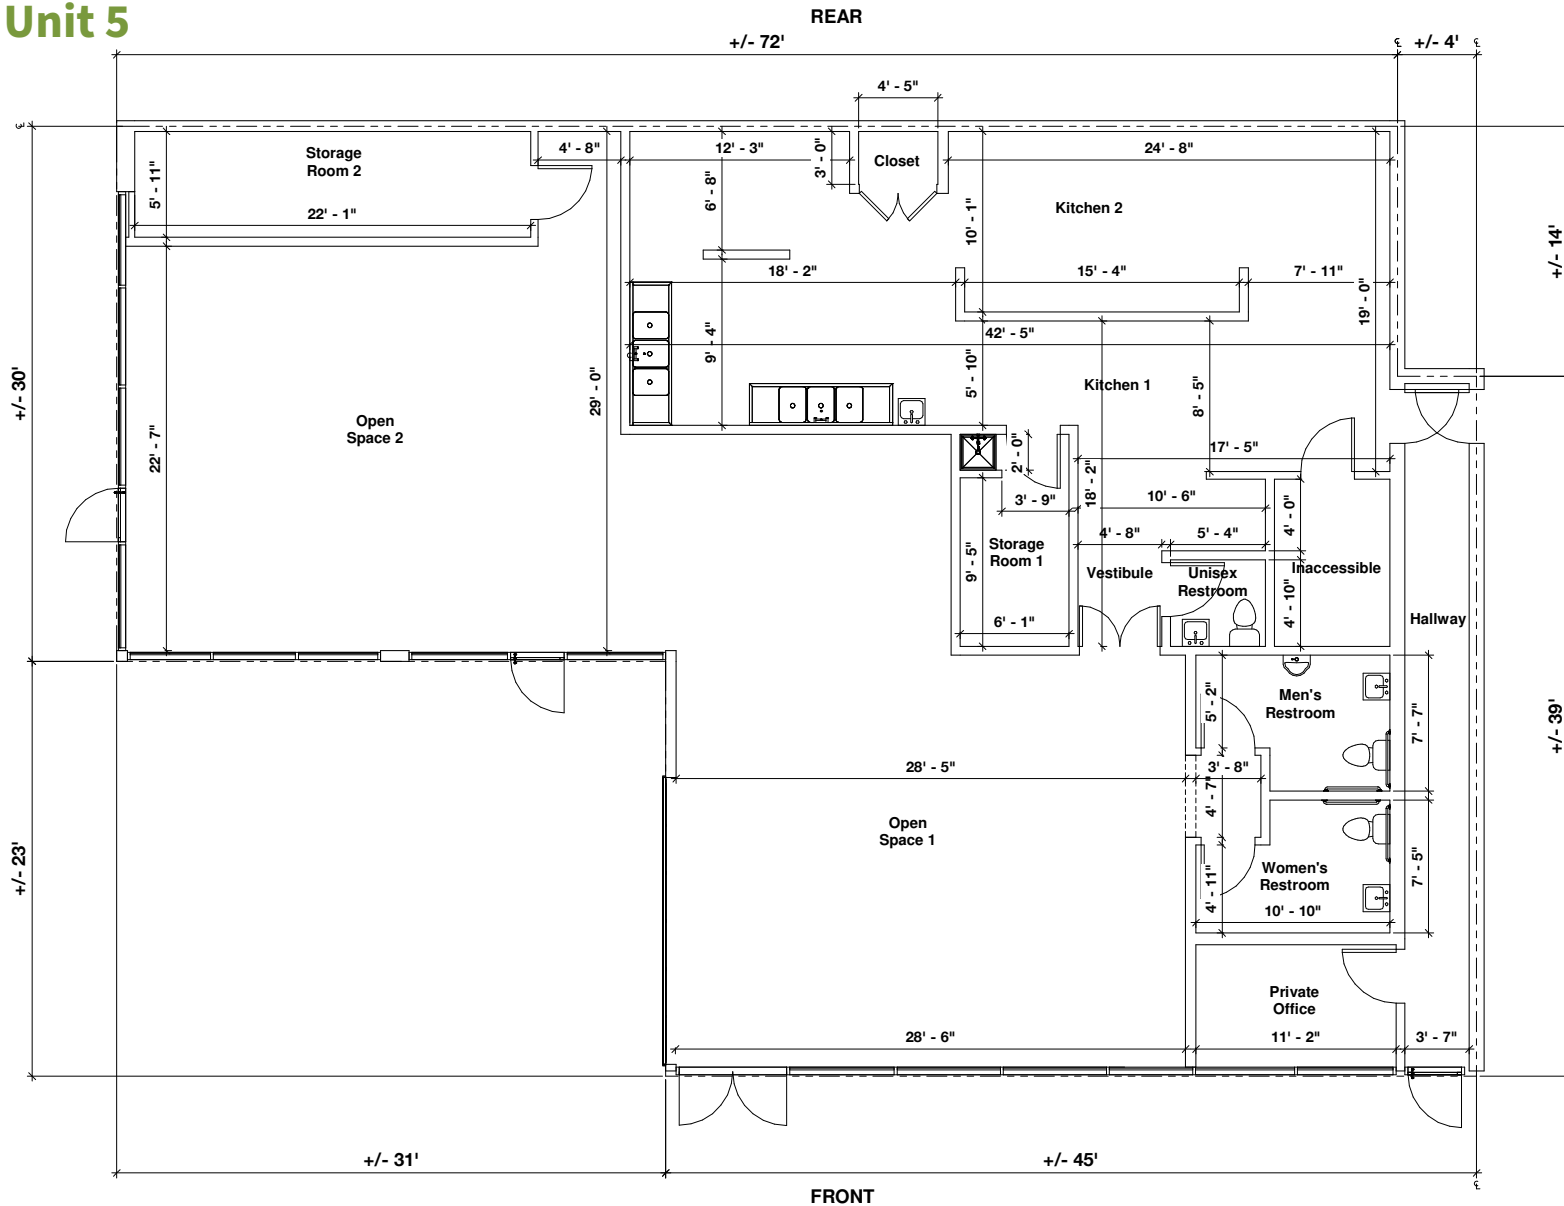 Unit 5
REAR
+/- 72'
+/- 4'
4' - 5"
Storage
Room 2
4' - 8"
12' - 3"
3' - 0"
Closet
24' - 8"
5' - 11"
22' - 1"
6' - 8"
10' - 1"
Kitchen 2
+/- 14'
18' - 2"
15' - 4"
7' - 11"
19' - 0"
9' - 4"
42' - 5"
5' - 10"
Kitchen 1
8' - 5"
+/- 30'
29' - 0"
Open
Space 2
22' - 7"
2' - 0"
17' - 5"
18' - 2"
3' - 9"
10' - 6"
4' - 0"
4' - 8"
5' - 4"
Storage
Room 1
9' - 5"
Vestibule
Unisex
Restroom
Inaccessible
4' - 10"
6' - 1"
Hallway
Men's
Restroom
5' - 2"
7' - 7"
+/- 39'
28' - 5"
3' - 8"
4' - 7"
Open
Space 1
+/- 23'
Women's
Restroom
4' - 11"
7' - 5"
10' - 10"
Private
Office
28' - 6"
11' - 2"
3' - 7"
+/- 31'
+/- 45'
FRONT